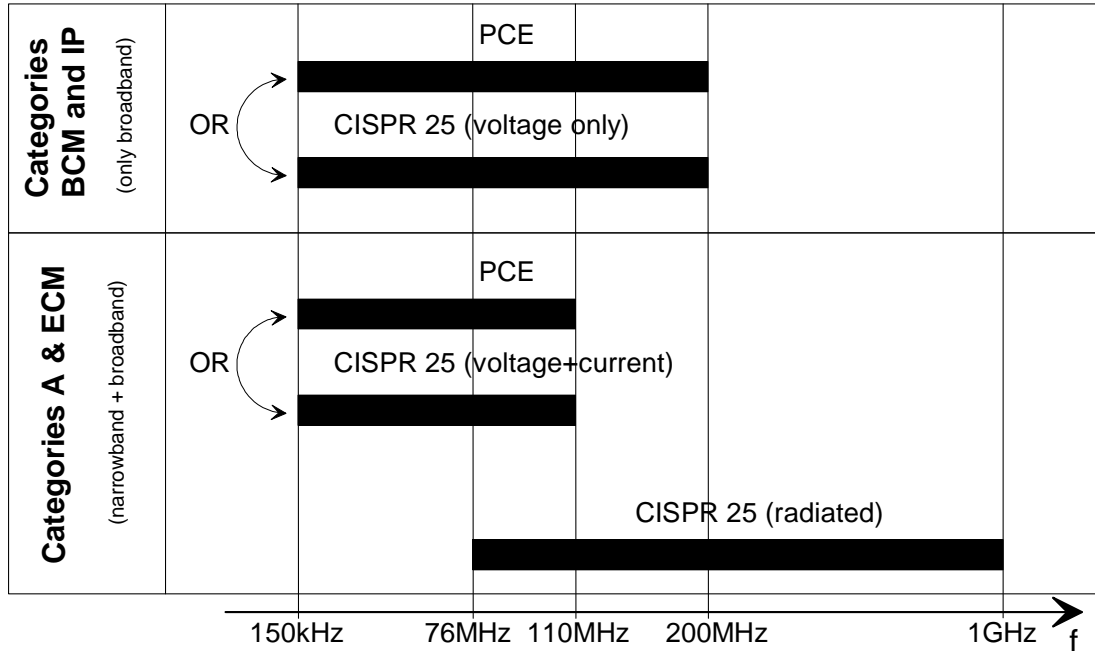 Categories
BCM and IP
(only broadband)
PCE
OR
CISPR 25 (voltage only)
Categories A & ECM
(narrowband + broadband)
PCE
OR
CISPR 25 (voltage+current)
CISPR 25 (radiated)
150kHz
76MHz
110MHz
200MHz
1GHz
f